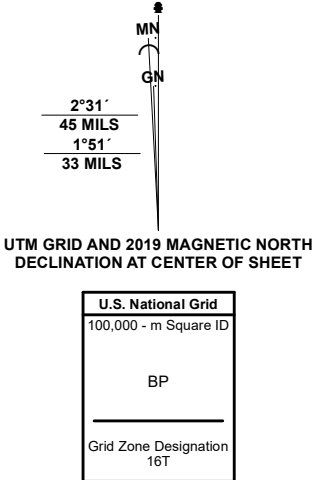 MN
GN
2°31´
45 MILS
1°51´
33 MILS
UTM GRID AND 2019 MAGNETIC NORTH
DECLINATION AT CENTER OF SHEET
U.S. National Grid
100,000 - m Square ID
BP
Grid Zone Designation
16T